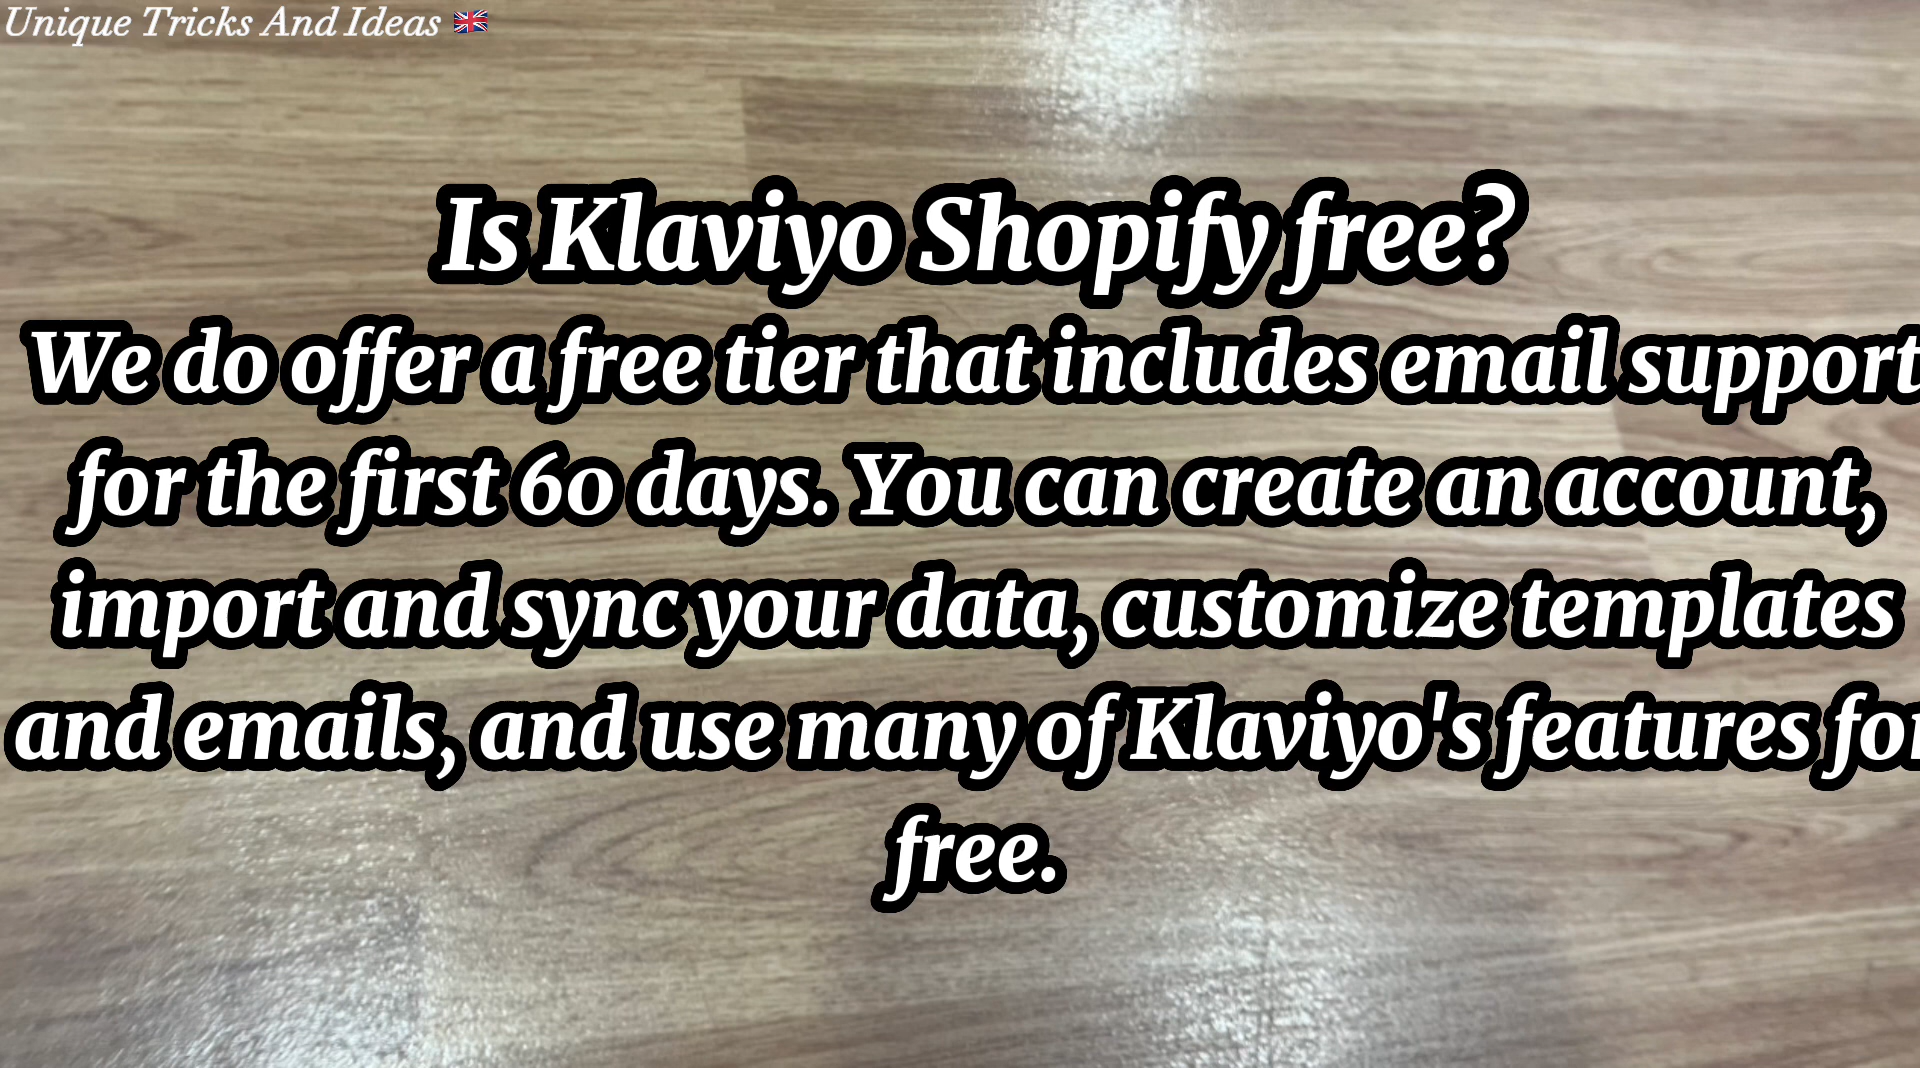 Unique Tricks And Ideas 🇬🇧
Is Klaviyo Shopify free?
We do offer a free tier that includes email support
for the first 60 days. You can create an account,
import and sync your data, customize templates
and emails, and use many of Klaviyo's features for
free.